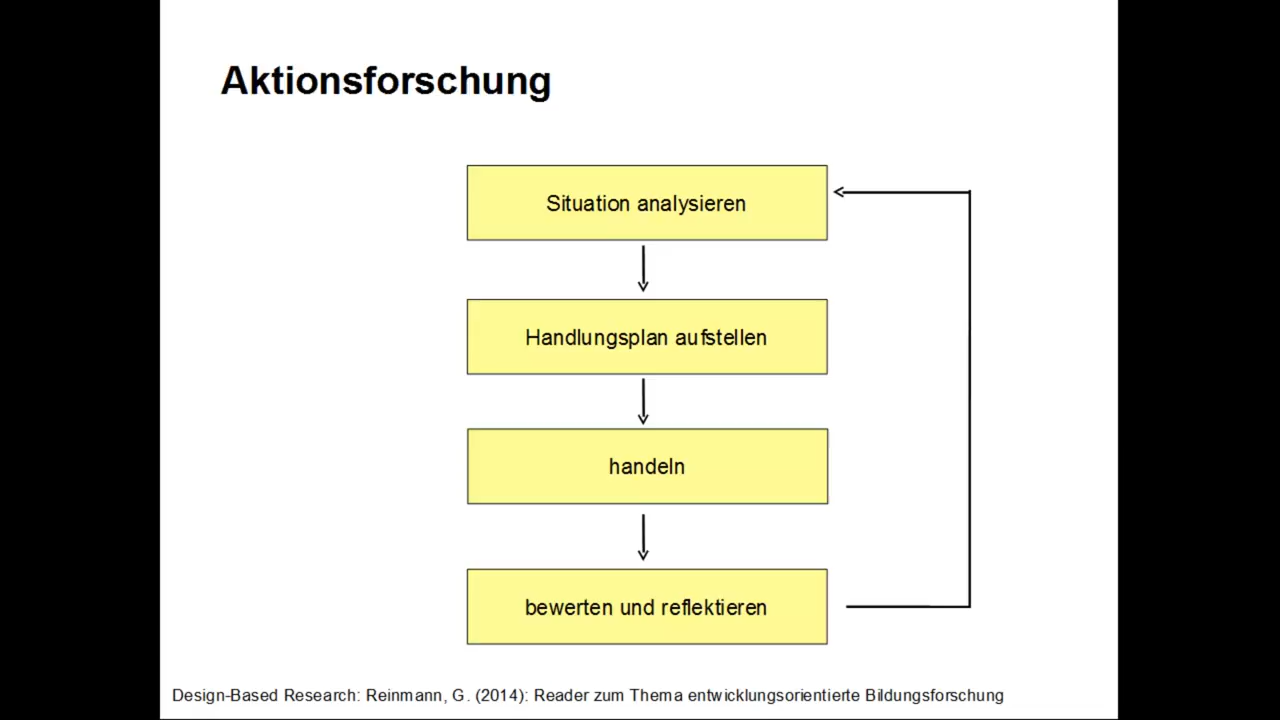 Aktionsforschung
Situation analysieren
Handlungsplan aufstellen
handeln
bewerten und reflektieren
Design-Based Research: Reinmann, G. (2014): Reader zum Thema entwicklungsorientierte Bildungsforschung